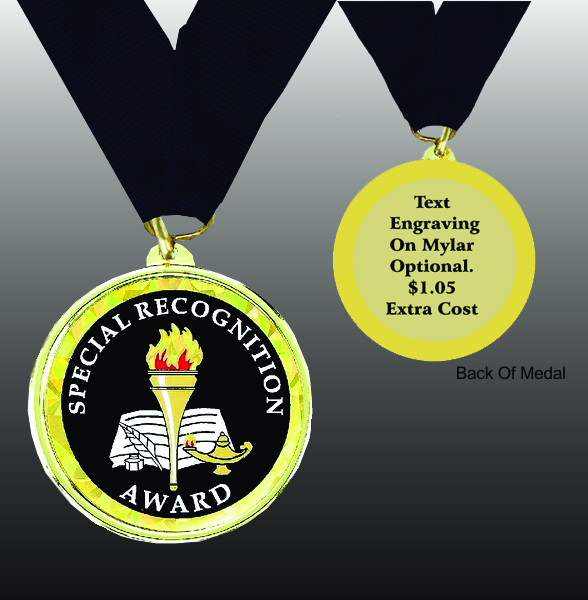 SPECIAL RECOGNITION
AWARD
Text
Engraving
On Mylar
Optional.
$1.05
Extra Cost
Back Of Medal